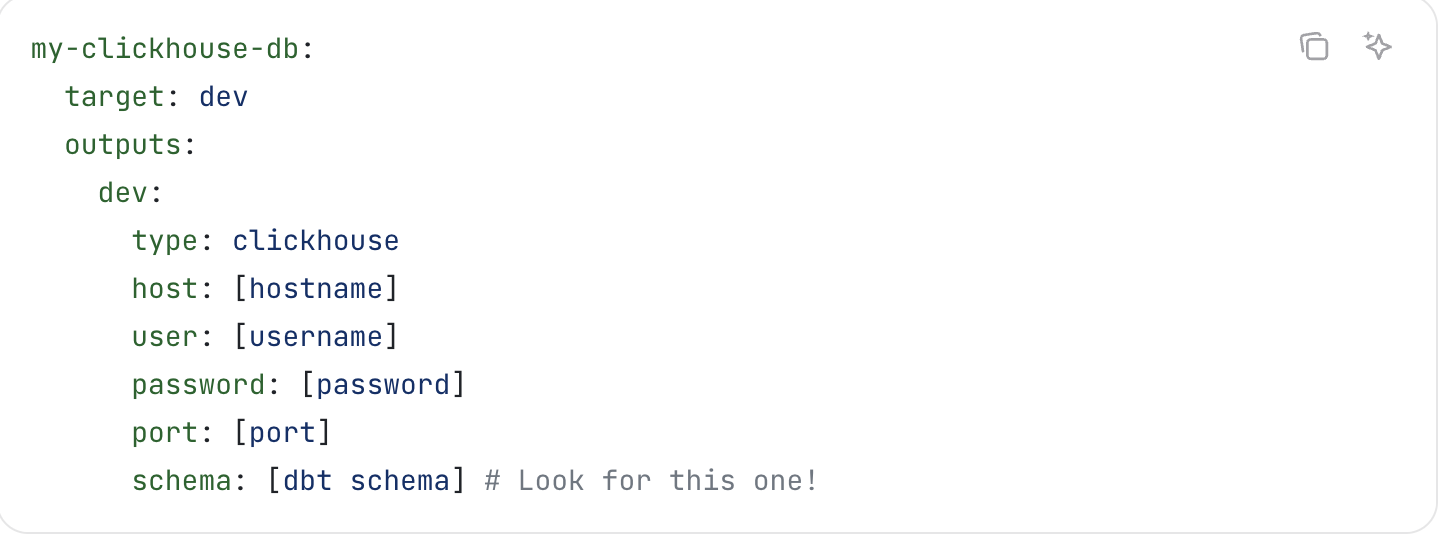 my-clickhouse-db:
  target: dev
  outputs:
    dev:
      type: clickhouse
      host: [hostname]
      user: [username]
      password: [password]
      port: [port]
      schema: [dbt schema] # Look for this one!